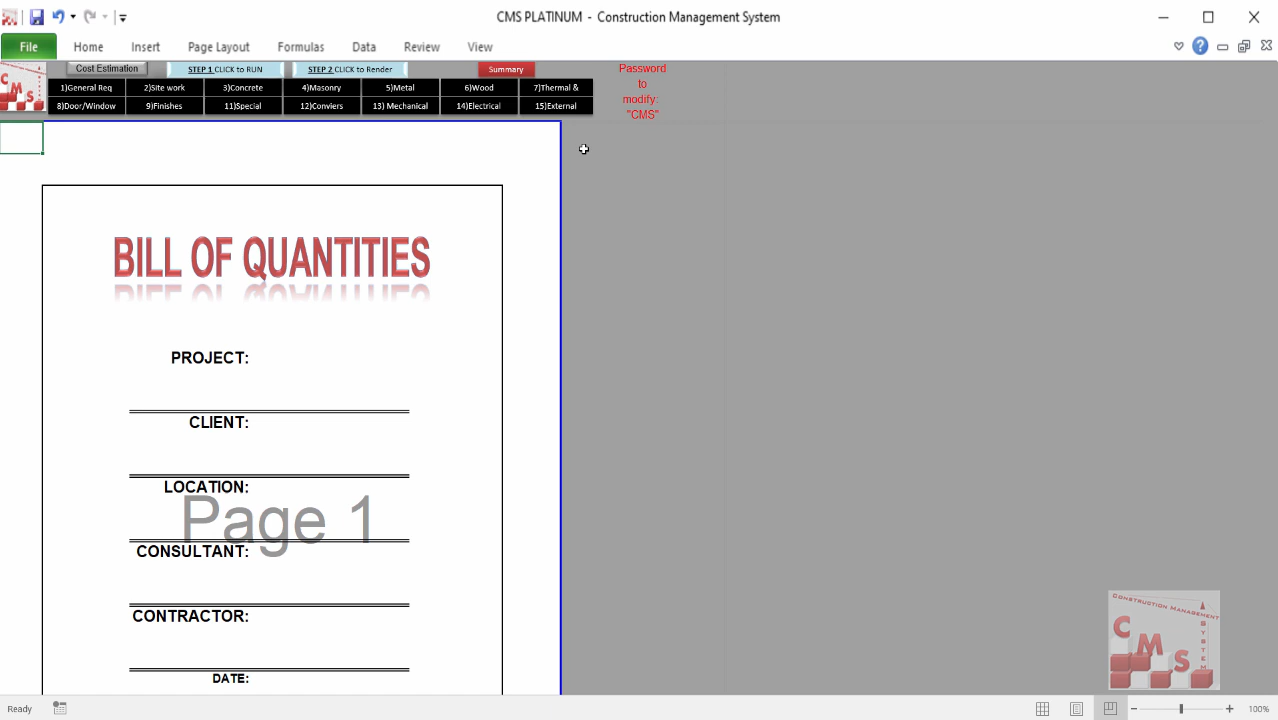 CMS PLATINUM - Construction Management System
File Home Insert Page Layout Formulas Data Review View
Cost Estimation STEP 1 CLICK to RUN STEP 2 CLICK to Render Summary
CMS
1)General Req 2)Site work 3)Concrete 4)Masonry 5)Metal 6)Wood 7)Thermal &
8)Door/Window 9)Finishes 11)Special 12)Conviers 13) Mechanical 14)Electrical 15)External
Password
to
modify:
"CMS"
BILL OF QUANTITIES
PROJECT:
CLIENT:
LOCATION:
Page 1
CONSULTANT:
CONTRACTOR:
DATE:
CONSTRUCTION MANAGEMENT
SYSTEM
CMS
Ready 100%